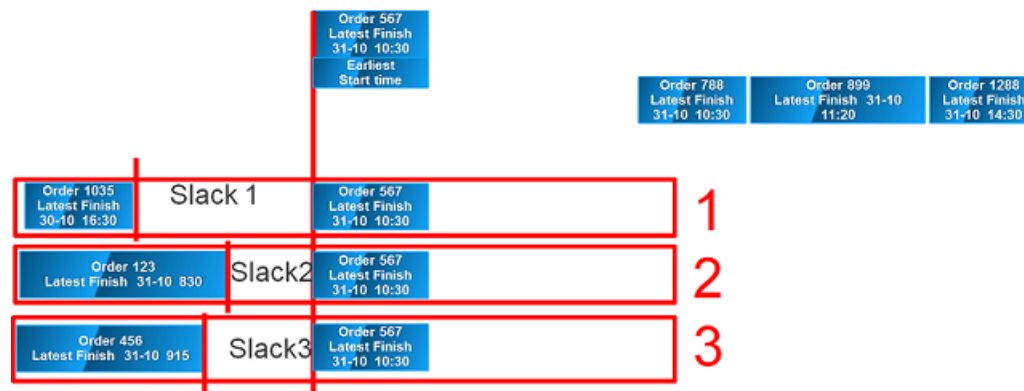 Order 567
Latest Finish
31-10 10:30
Earliest
Start time
Order 788
Latest Finish
31-10 10:30
Order 899
Latest Finish 31-10
11:20
Order 1288
Latest Finish
31-10 14:30
Order 1035
Latest Finish
30-10 16:30
Slack 1
Order 567
Latest Finish
31-10 10:30
1
Order 123
Latest Finish 31-10 830
Slack2
Order 567
Latest Finish
31-10 10:30
2
Order 456
Latest Finish 31-10 915
Slack3
Order 567
Latest Finish
31-10 10:30
3